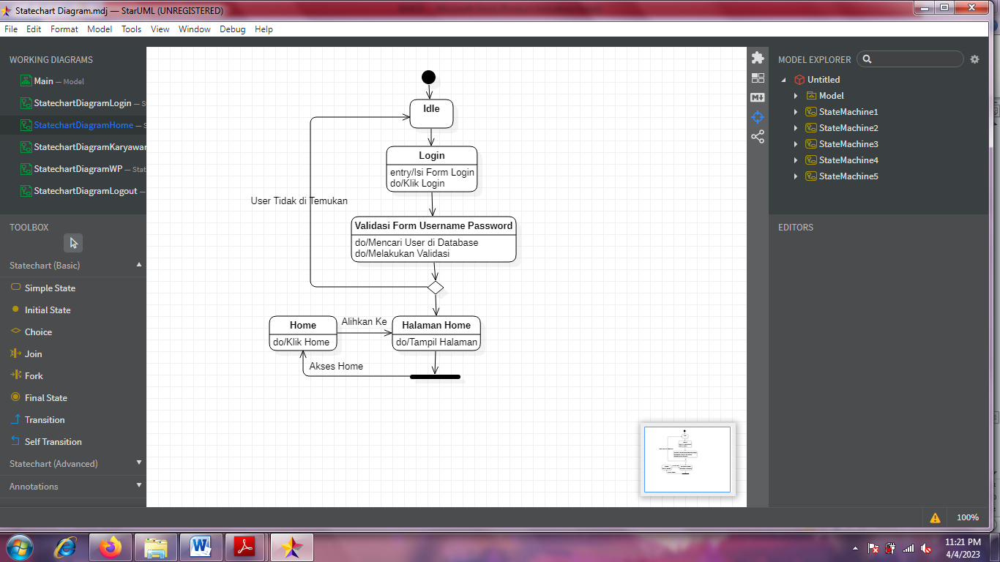 Statechart Diagram.mdj — StarUML (UNREGISTERED)
File Edit Format Model Tools View Window Debug Help
WORKING DIAGRAMS
Main — Model
StatechartDiagramLogin — S
StatechartDiagramHome — S
StatechartDiagramKaryawan
StatechartDiagramWP — Stat
StatechartDiagramLogout —
TOOLBOX
Statechart (Basic)
Simple State
Initial State
Choice
Join
Fork
Final State
Transition
Self Transition
Statechart (Advanced)
Annotations
Idle
Login
entry/Isi Form Login
do/Klik Login
User Tidak di Temukan
Validasi Form Username Password
do/Mencari User di Database
do/Melakukan Validasi
Home
do/Klik Home
Alihkan Ke
Halaman Home
do/Tampil Halaman
Akses Home
M
MODEL EXPLORER
Untitled
Model
StateMachine1
StateMachine2
StateMachine3
StateMachine4
StateMachine5
EDITORS
100%
W
11:21 PM
4/4/2023